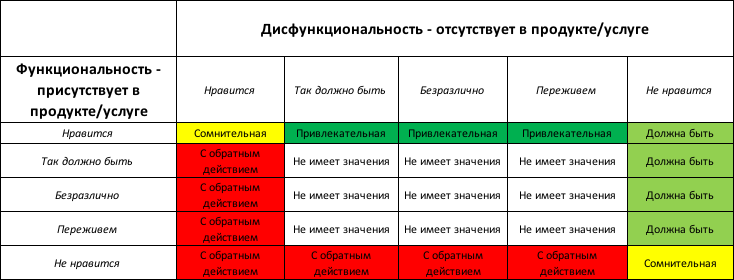 Дисфункциональность - отсутствует в продукте/услуге
Функциональность -
присутствует в
продукте/услуге
Нравится
Так должно быть
Безразлично
Переживем
Не нравится
Нравится
Сомнительная
Привлекательная
Привлекательная
Привлекательная
Должна быть
Так должно быть
С обратным
действием
Не имеет значения
Не имеет значения
Не имеет значения
Должна быть
Безразлично
С обратным
действием
Не имеет значения
Не имеет значения
Не имеет значения
Должна быть
Переживем
С обратным
действием
Не имеет значения
Не имеет значения
Не имеет значения
Должна быть
Не нравится
С обратным
действием
С обратным
действием
С обратным
действием
С обратным
действием
Сомнительная